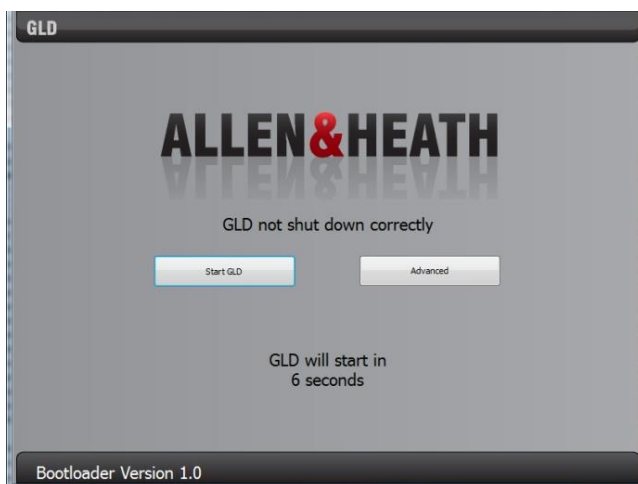 GLD
ALLEN&HEATH
GLD not shut down correctly
Start GLD
Advanced
GLD will start in
6 seconds
Bootloader Version 1.0